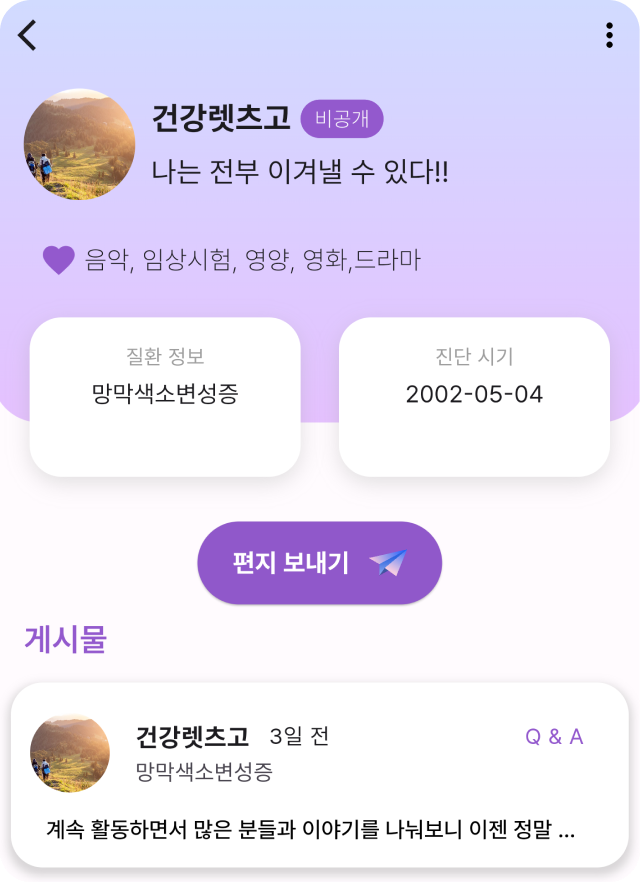 건강렛츠고 비공개
나는 전부 이겨낼 수 있다!!
음악, 임상시험, 영양, 영화,드라마
질환 정보
망막색소변성증
진단 시기
2002-05-04
편지 보내기
게시물
건강렛츠고 3일 전 Q & A
망막색소변성증
계속 활동하면서 많은 분들과 이야기를 나눠보니 이젠 정말 ...